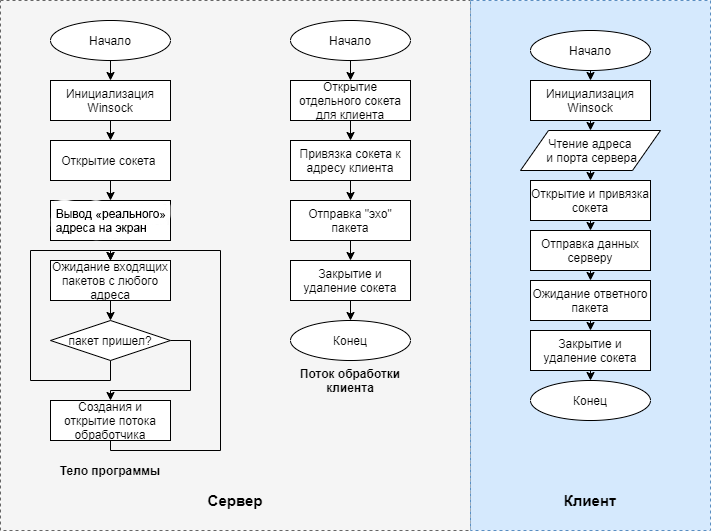 Начало
Инициализация
Winsock
Открытие сокета
Вывод «реального»
адреса на экран
Ожидание входящих
пакетов с любого
адреса
пакет пришел?
Создания и
открытие потока
обработчика
Тело программы
Начало
Открытие
отдельного сокета
для клиента
Привязка сокета к
адресу клиента
Отправка "эхо"
пакета
Закрытие и
удаление сокета
Конец
Поток обработки
клиента
Сервер
Начало
Инициализация
Winsock
Чтение адреса
и порта сервера
Открытие и привязка
сокета
Отправка данных
серверу
Ожидание ответного
пакета
Закрытие и
удаление сокета
Конец
Клиент